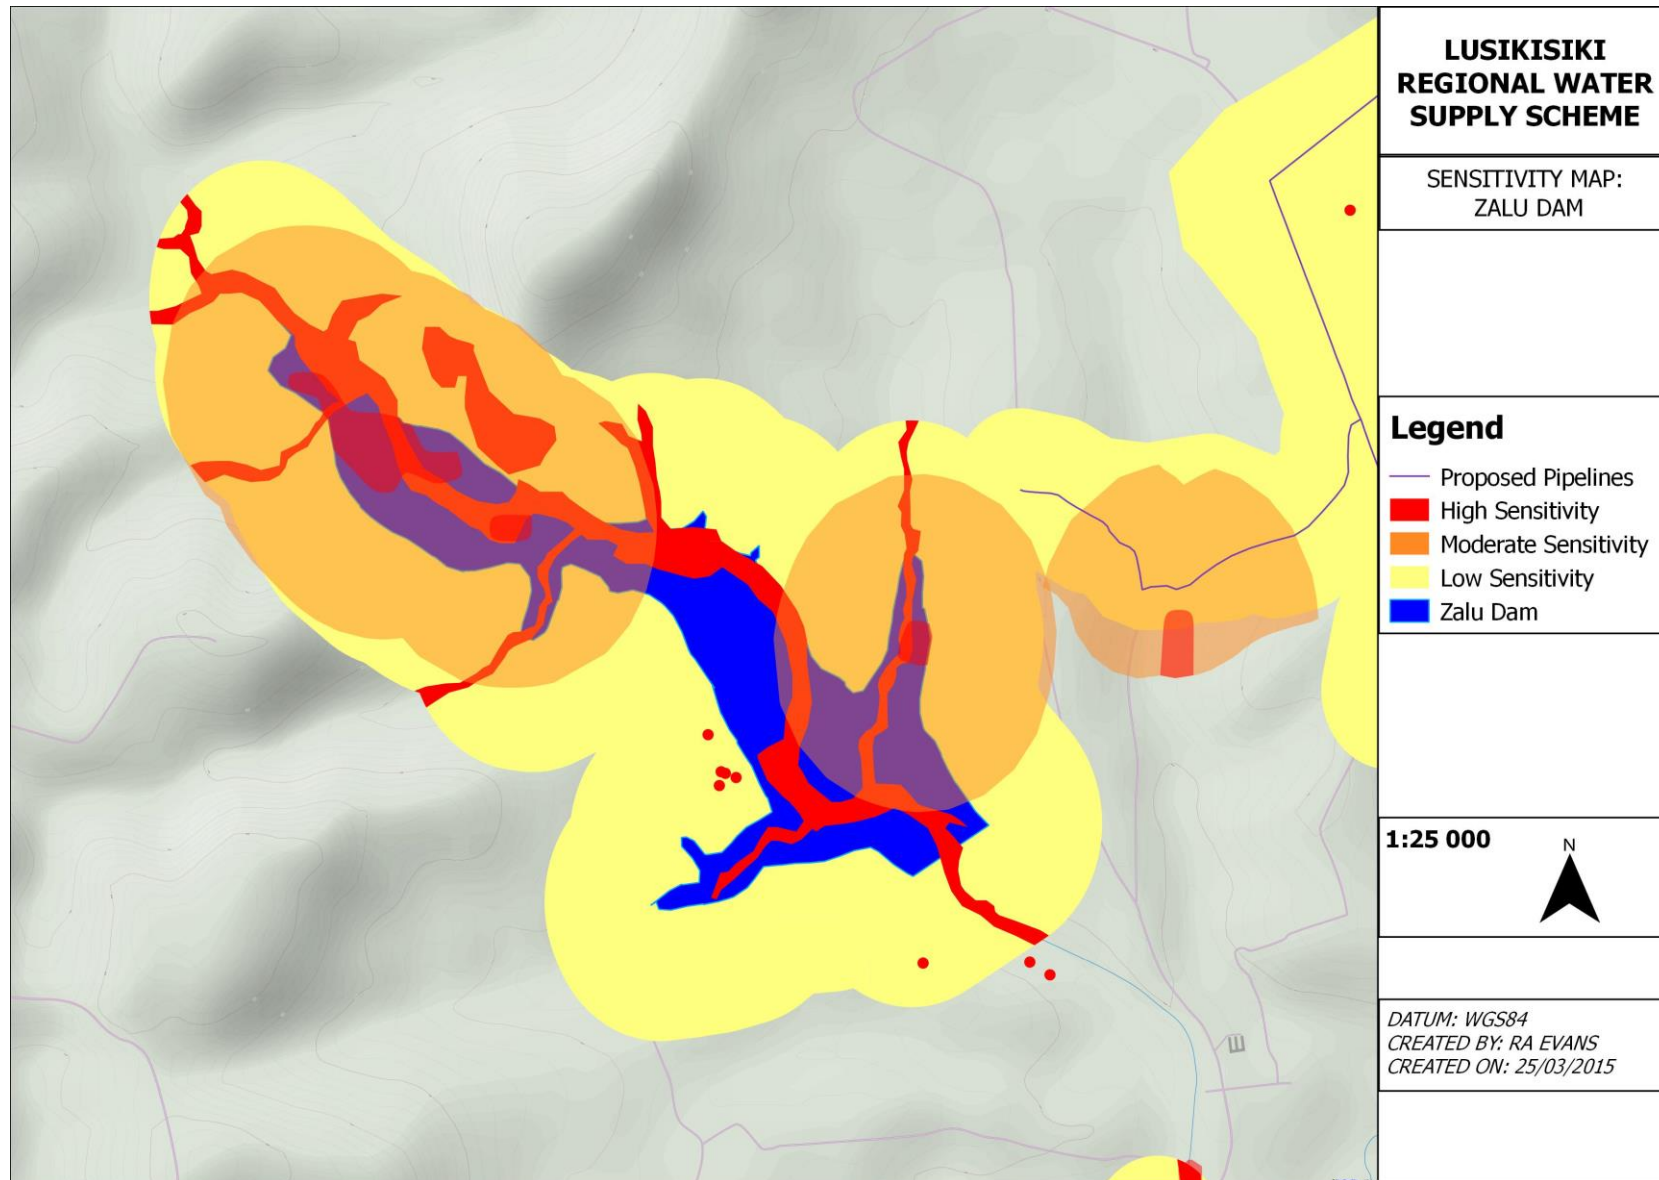 LUSIKISIKI
REGIONAL WATER
SUPPLY SCHEME
SENSITIVITY MAP:
ZALU DAM
Legend
Proposed Pipelines
High Sensitivity
Moderate Sensitivity
Low Sensitivity
Zalu Dam
1:25 000
N
DATUM: WGS84
CREATED BY: RA EVANS
CREATED ON: 25/03/2015